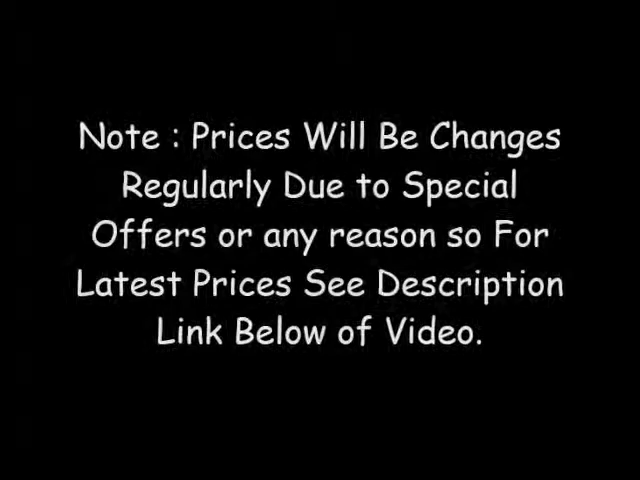 Note : Prices Will Be Changes
Regularly Due to Special
Offers or any reason so For
Latest Prices See Description
Link Below of Video.